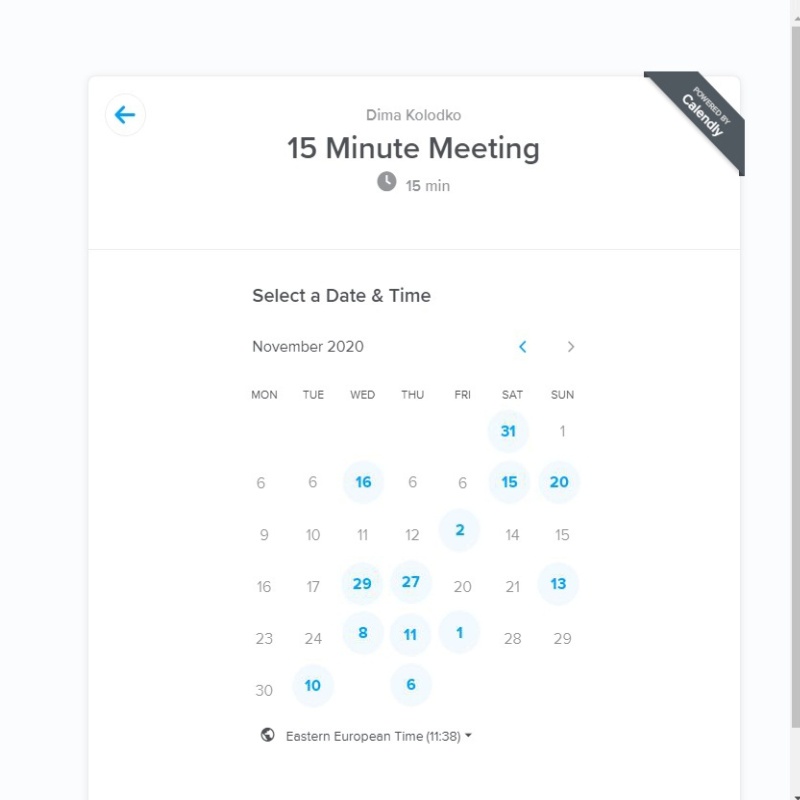 POWERED BY
Calendly
Dima Kolodko
15 Minute Meeting
15 min
Select a Date & Time
November 2020
MON TUE WED THU FRI SAT SUN
31 1
6 6 16 6 6 15 20
9 10 11 12 2 14 15
16 17 29 27 20 21 13
23 24 8 11 1 28 29
30 10 6
Eastern European Time (11:38)